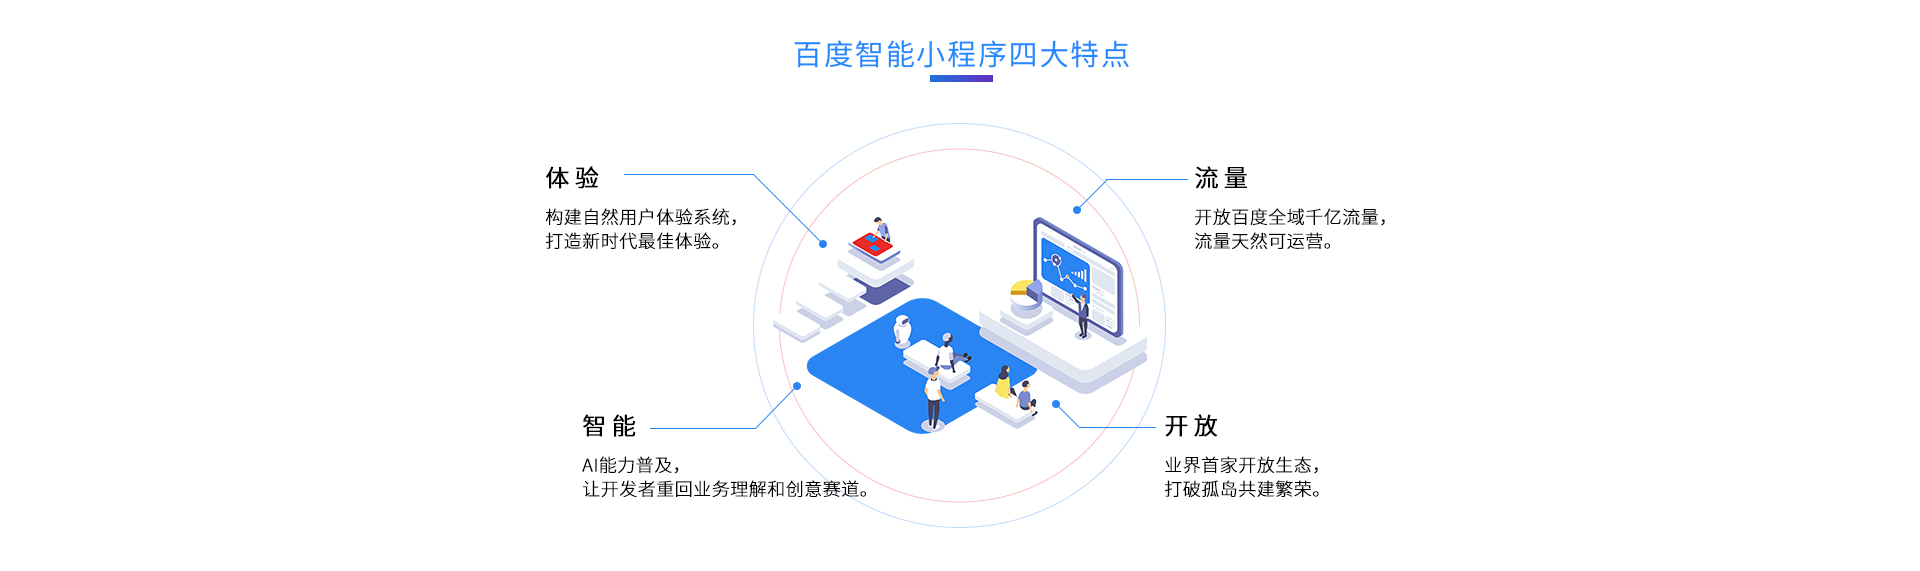 百度智能小程序四大特点
体验
构建自然用户体验系统，
打造新时代最佳体验。
流量
开放百度全域千亿流量，
流量天然可运营。
智能
AI能力普及，
让开发者重回业务理解和创意赛道。
开放
业界首家开放生态，
打破孤岛共建繁荣。